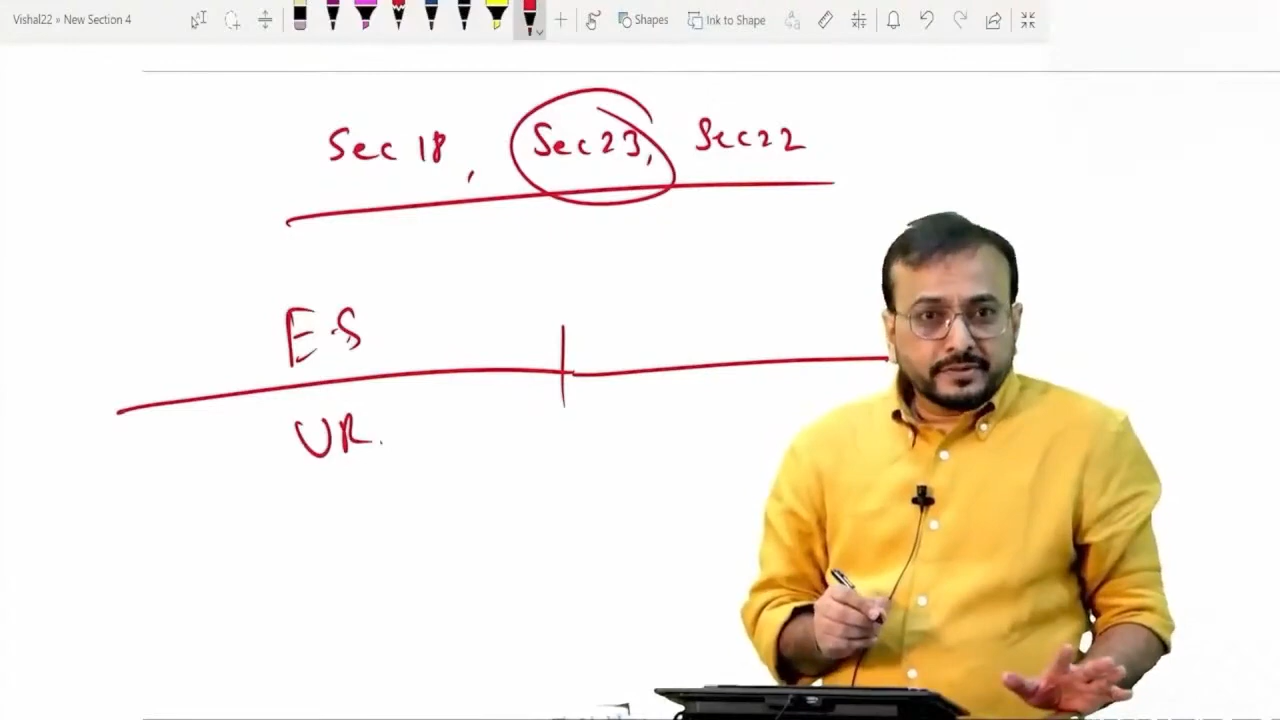 Vishal22 » New Section 4
Shapes
Ink to Shape
Sec 18, Sec 23, Sec 22
E.S
UR.